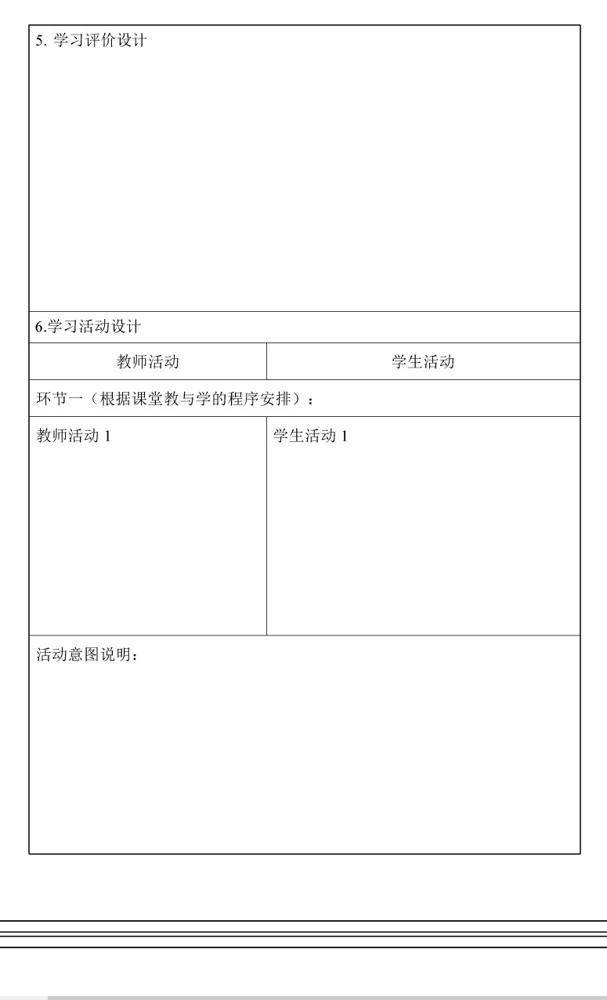 5. 学习评价设计
6.学习活动设计
教师活动
学生活动
环节一（根据课堂教与学的程序安排）：
教师活动 1
学生活动 1
活动意图说明：